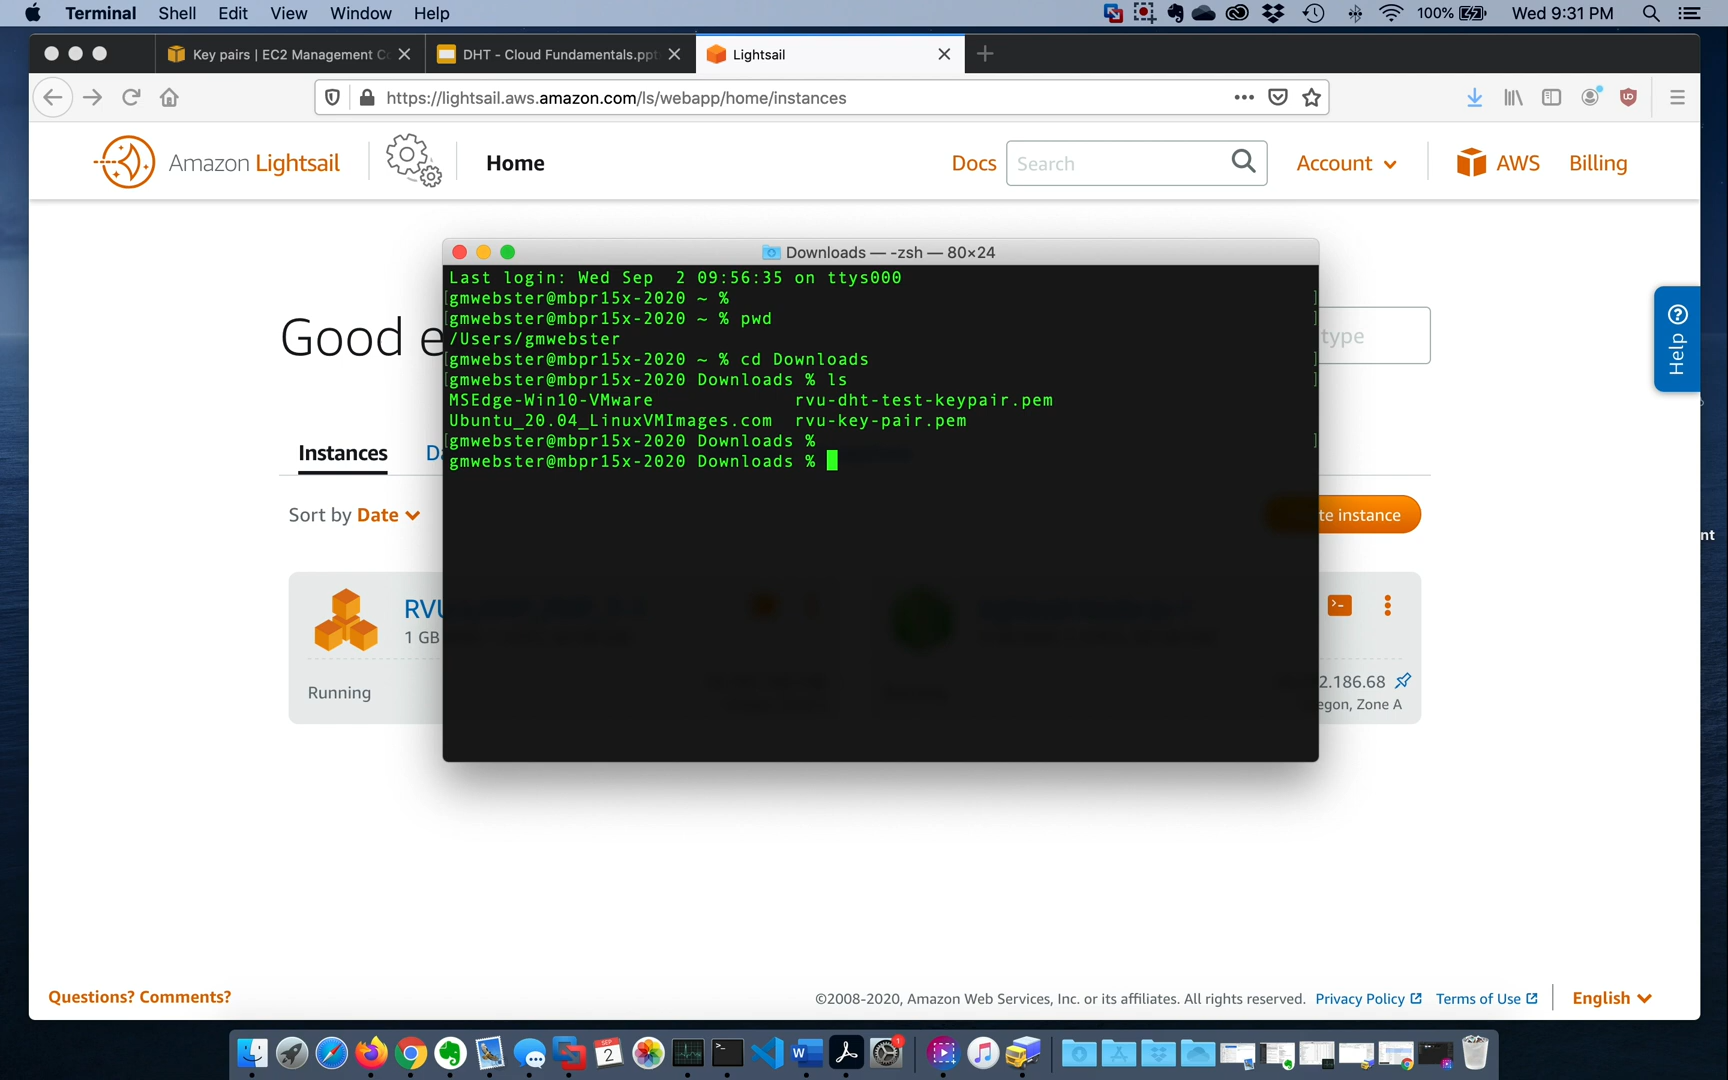 Terminal Shell Edit View Window Help
100% Wed 9:31 PM
Key pairs | EC2 Management C
DHT - Cloud Fundamentals.ppt
Lightsail
https://lightsail.aws.amazon.com/ls/webapp/home/instances
Amazon Lightsail
Home
Docs
Search
Account
AWS
Billing
Downloads — -zsh — 80×24
Last login: Wed Sep  2 09:56:35 on ttys000
[gmwebster@mbpr15x-2020 ~ % ]
[gmwebster@mbpr15x-2020 ~ % pwd ]
/Users/gmwebster
[gmwebster@mbpr15x-2020 ~ % cd Downloads ]
[gmwebster@mbpr15x-2020 Downloads % ls ]
MSEdge-Win10-VMware rvu-dht-test-keypair.pem
Ubuntu_20.04_LinuxVMImages.com rvu-key-pair.pem
[gmwebster@mbpr15x-2020 Downloads % ]
gmwebster@mbpr15x-2020 Downloads %
Good e
type
Help
?
Instances
Da
Sort by Date
te instance
nt
RVU
1 GB
Running
2.186.68
egon, Zone A
Questions? Comments?
©2008-2020, Amazon Web Services, Inc. or its affiliates. All rights reserved. Privacy Policy Terms of Use
English
SEP
2
1